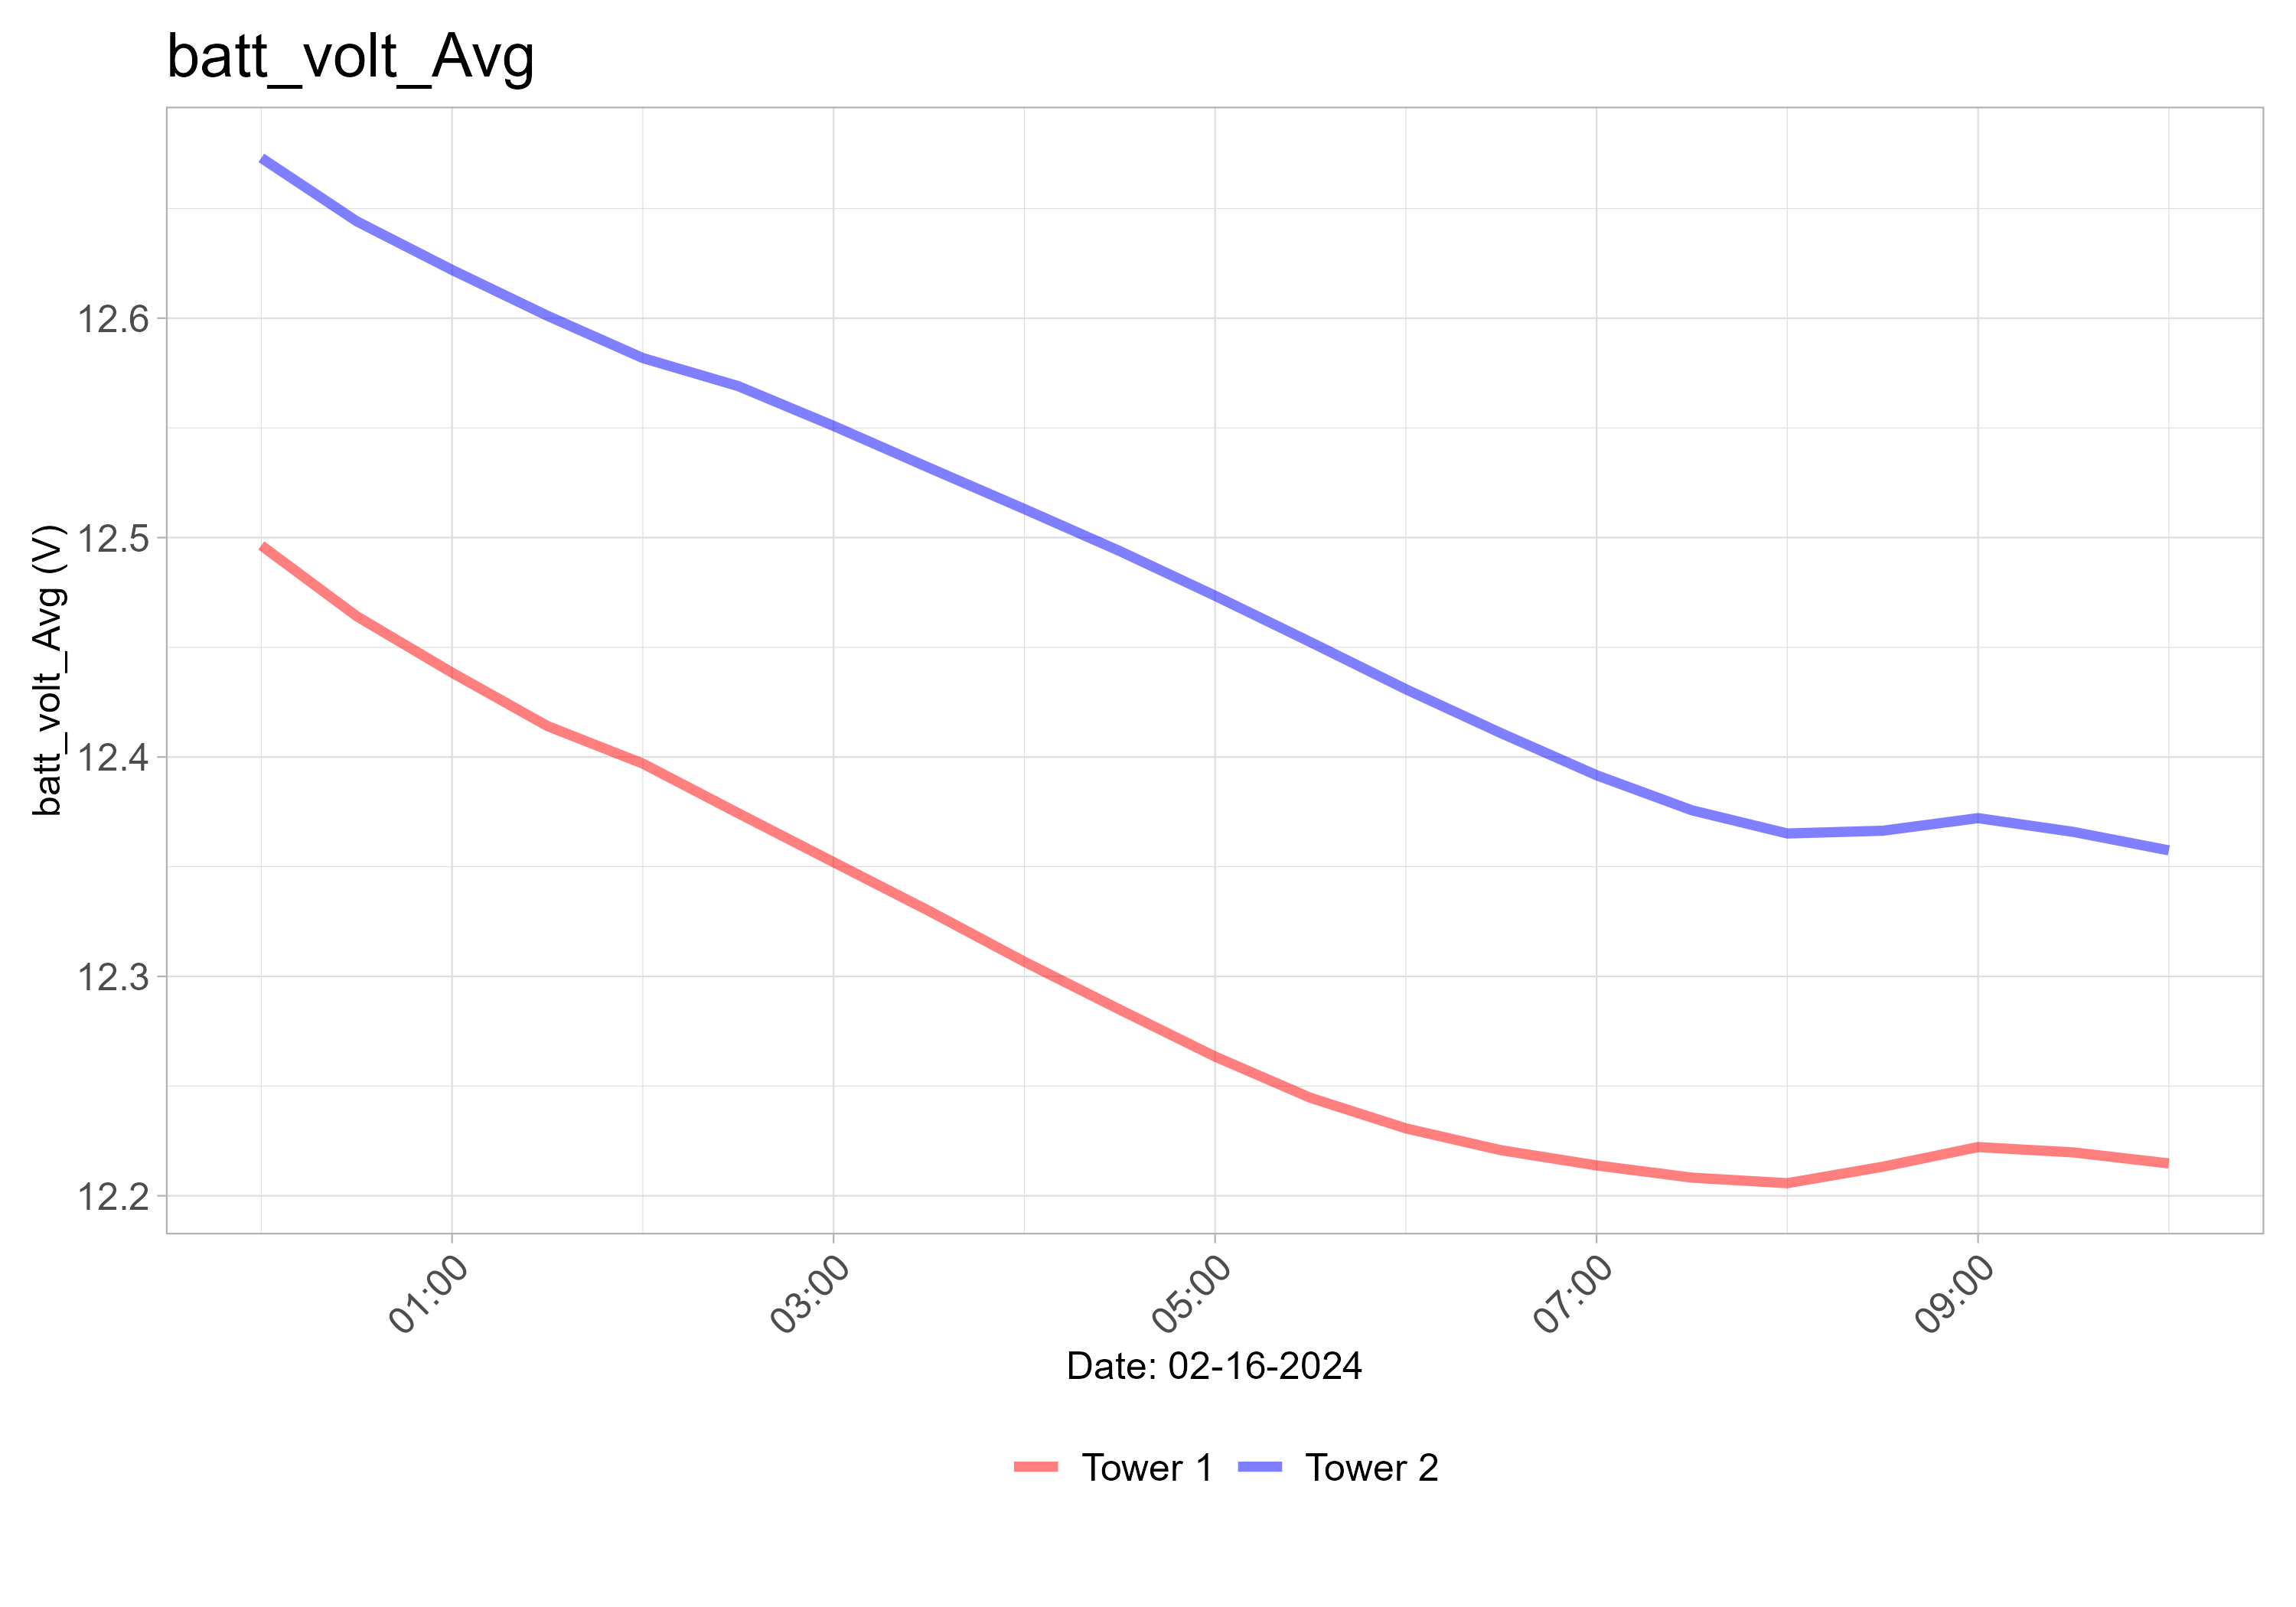 batt_volt_Avg
batt_volt_Avg (V)
12.6
12.5
12.4
12.3
12.2
01:00
03:00
05:00
07:00
09:00
Date: 02-16-2024
Tower 1
Tower 2